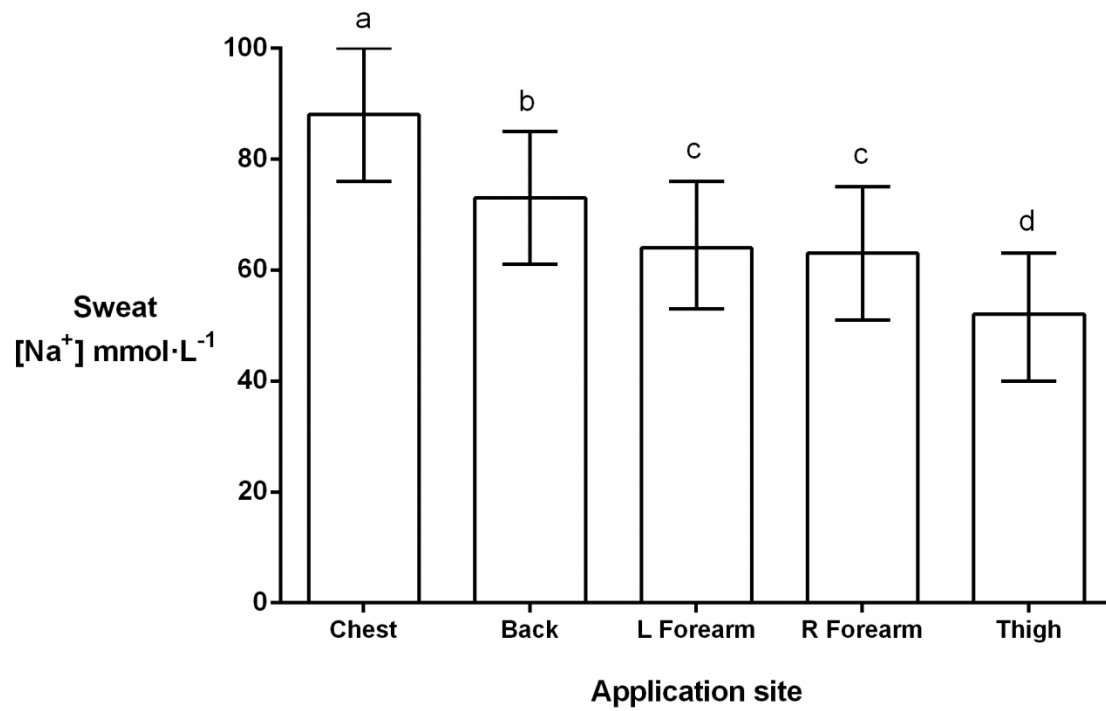 a
b
c
c
d
100
80
60
40
20
0
Sweat
[Na⁺] mmol·L⁻¹
Chest Back L Forearm R Forearm Thigh
Application site